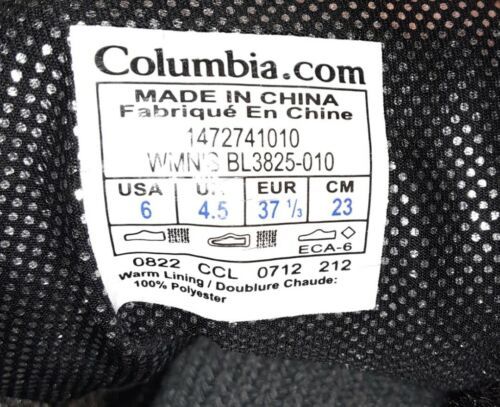 Columbia.com
MADE IN CHINA
Fabriqué En Chine
1472741010
WMN'S BL3825-010
USA UK EUR CM
6 4.5 37 1/3 23
ECA-6
0822 CCL 0712 212
Warm Lining / Doublure Chaude:
100% Polyester